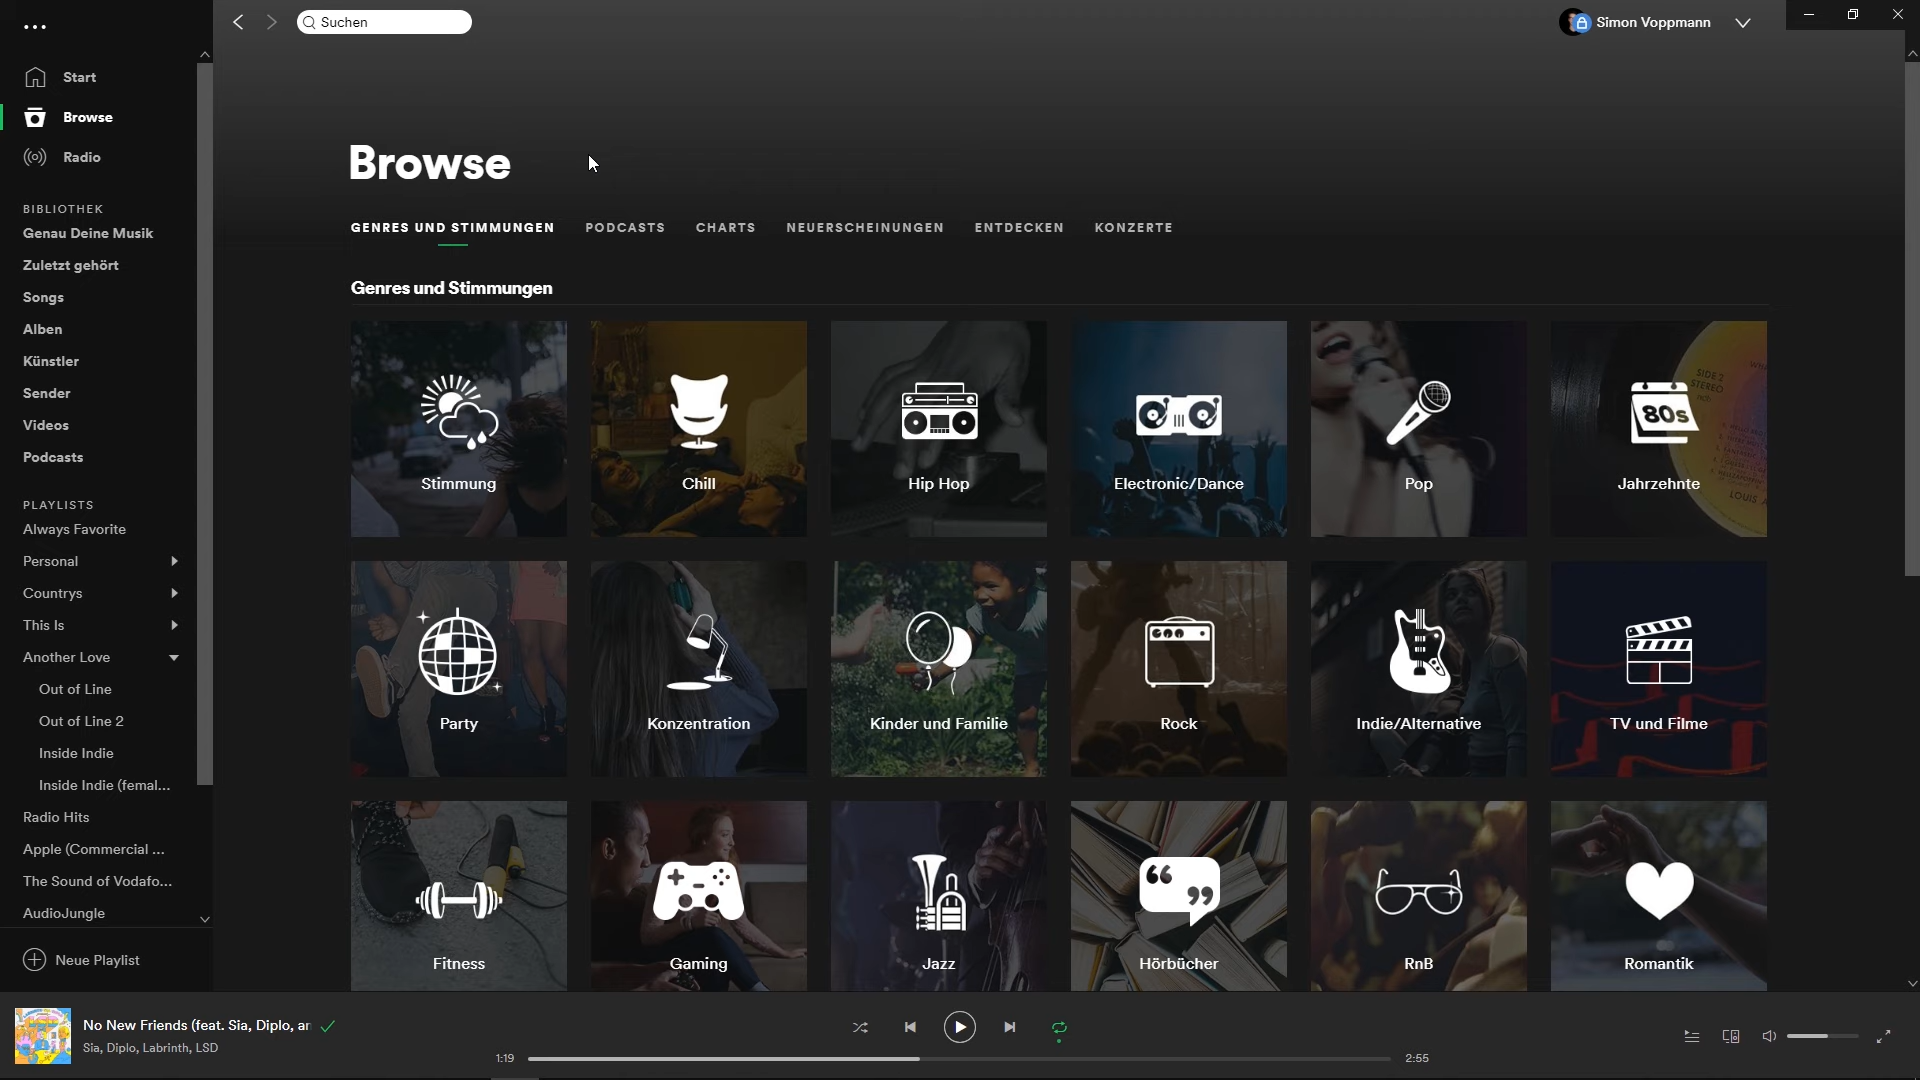 Suchen
Simon Voppmann
Start
Browse
Radio
BIBLIOTHEK
Genau Deine Musik
Zuletzt gehört
Songs
Alben
Künstler
Sender
Videos
Podcasts
PLAYLISTS
Always Favorite
Personal
Countrys
This Is
Another Love
Out of Line
Out of Line 2
Inside Indie
Inside Indie (femal...
Radio Hits
Apple (Commercial ...
The Sound of Vodafo...
AudioJungle
Neue Playlist
Browse
GENRES UND STIMMUNGEN PODCASTS CHARTS NEUERSCHEINUNGEN ENTDECKEN KONZERTE
Genres und Stimmungen
SIDE 2
STEREO
80s
LOUIS
Stimmung Chill Hip Hop Electronic/Dance Pop Jahrzehnte
Party Konzentration Kinder und Familie Rock Indie/Alternative TV und Filme
Fitness Gaming Jazz Hörbücher RnB Romantik
No New Friends (feat. Sia, Diplo, an
Sia, Diplo, Labrinth, LSD
1:19 2:55